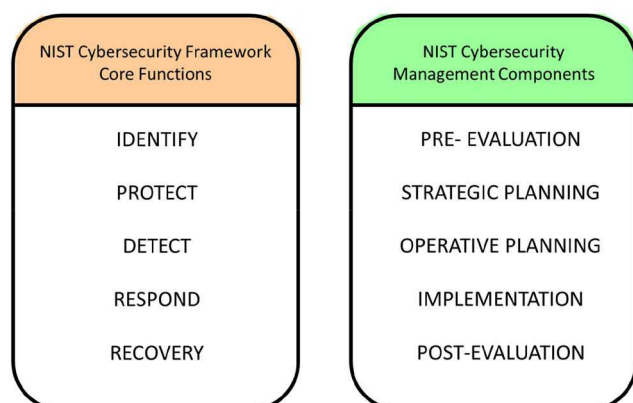 NIST Cybersecurity Framework
Core Functions
IDENTIFY
PROTECT
DETECT
RESPOND
RECOVERY
NIST Cybersecurity
Management Components
PRE- EVALUATION
STRATEGIC PLANNING
OPERATIVE PLANNING
IMPLEMENTATION
POST-EVALUATION